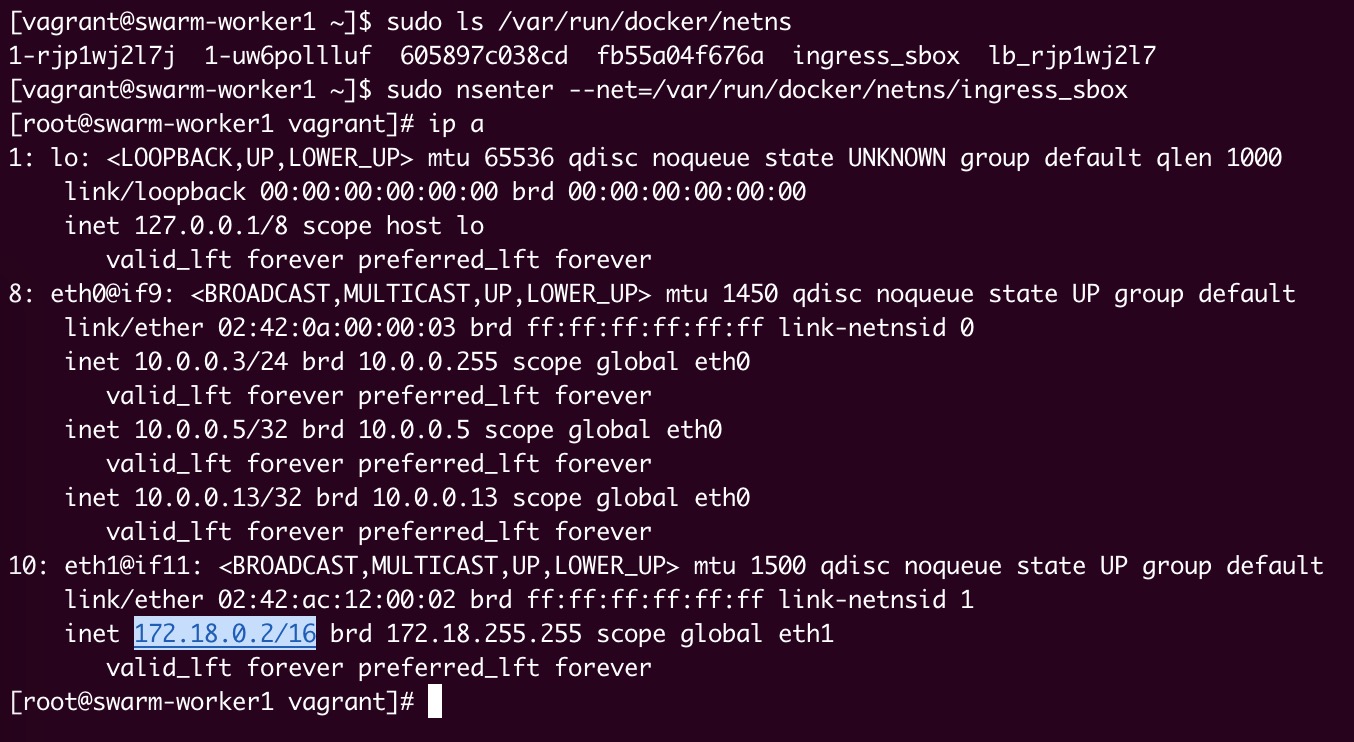 [vagrant@swarm-worker1 ~]$ sudo ls /var/run/docker/netns
1-rjp1wj2l7j  1-uw6pollluf  605897c038cd  fb55a04f676a  ingress_sbox  lb_rjp1wj2l7
[vagrant@swarm-worker1 ~]$ sudo nsenter --net=/var/run/docker/netns/ingress_sbox
[root@swarm-worker1 vagrant]# ip a
1: lo: <LOOPBACK,UP,LOWER_UP> mtu 65536 qdisc noqueue state UNKNOWN group default qlen 1000
    link/loopback 00:00:00:00:00:00 brd 00:00:00:00:00:00
    inet 127.0.0.1/8 scope host lo
       valid_lft forever preferred_lft forever
8: eth0@if9: <BROADCAST,MULTICAST,UP,LOWER_UP> mtu 1450 qdisc noqueue state UP group default
    link/ether 02:42:0a:00:00:03 brd ff:ff:ff:ff:ff:ff link-netnsid 0
    inet 10.0.0.3/24 brd 10.0.0.255 scope global eth0
       valid_lft forever preferred_lft forever
    inet 10.0.0.5/32 brd 10.0.0.5 scope global eth0
       valid_lft forever preferred_lft forever
    inet 10.0.0.13/32 brd 10.0.0.13 scope global eth0
       valid_lft forever preferred_lft forever
10: eth1@if11: <BROADCAST,MULTICAST,UP,LOWER_UP> mtu 1500 qdisc noqueue state UP group default
    link/ether 02:42:ac:12:00:02 brd ff:ff:ff:ff:ff:ff link-netnsid 1
    inet 172.18.0.2/16 brd 172.18.255.255 scope global eth1
       valid_lft forever preferred_lft forever
[root@swarm-worker1 vagrant]#